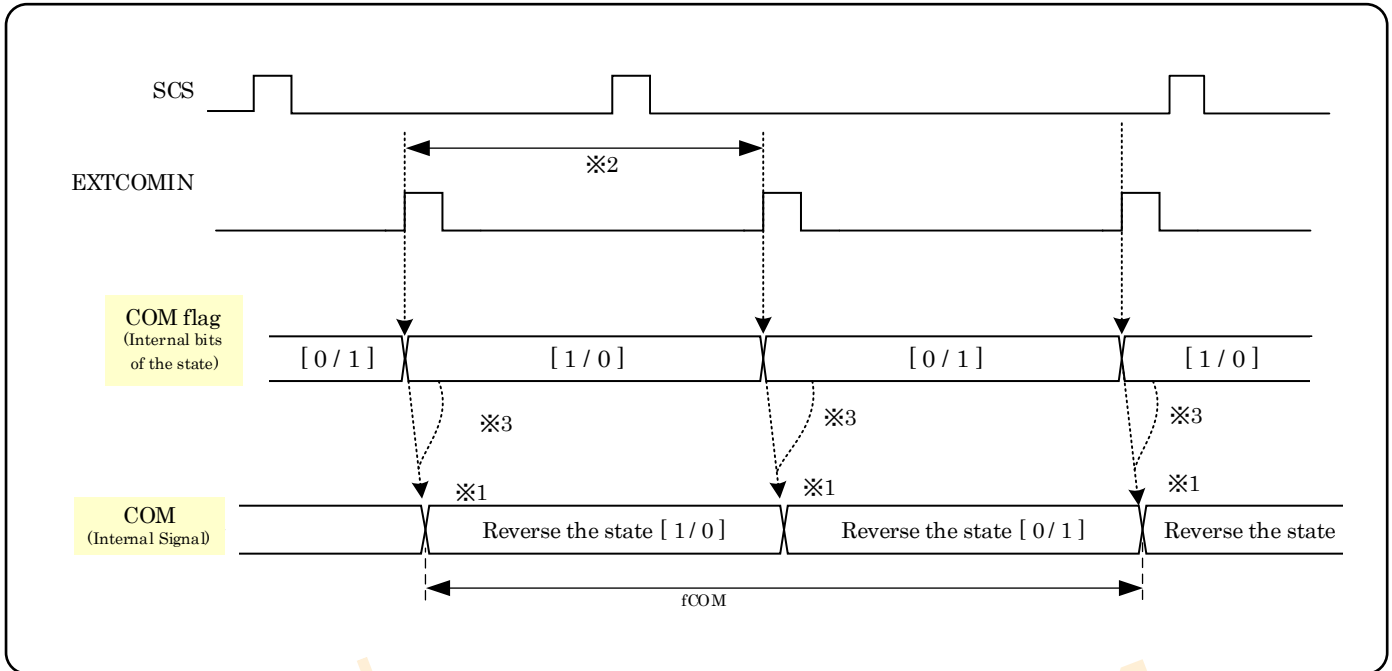 SCS
※2
EXTCOMIN
COM flag
(Internal bits
of the state)
[ 0 / 1 ]
[ 1 / 0 ]
[ 0 / 1 ]
[ 1 / 0 ]
※3
※3
※3
※1
※1
※1
COM
(Internal Signal)
Reverse the state [ 1 / 0 ]
Reverse the state [ 0 / 1 ]
Reverse the state
fCOM